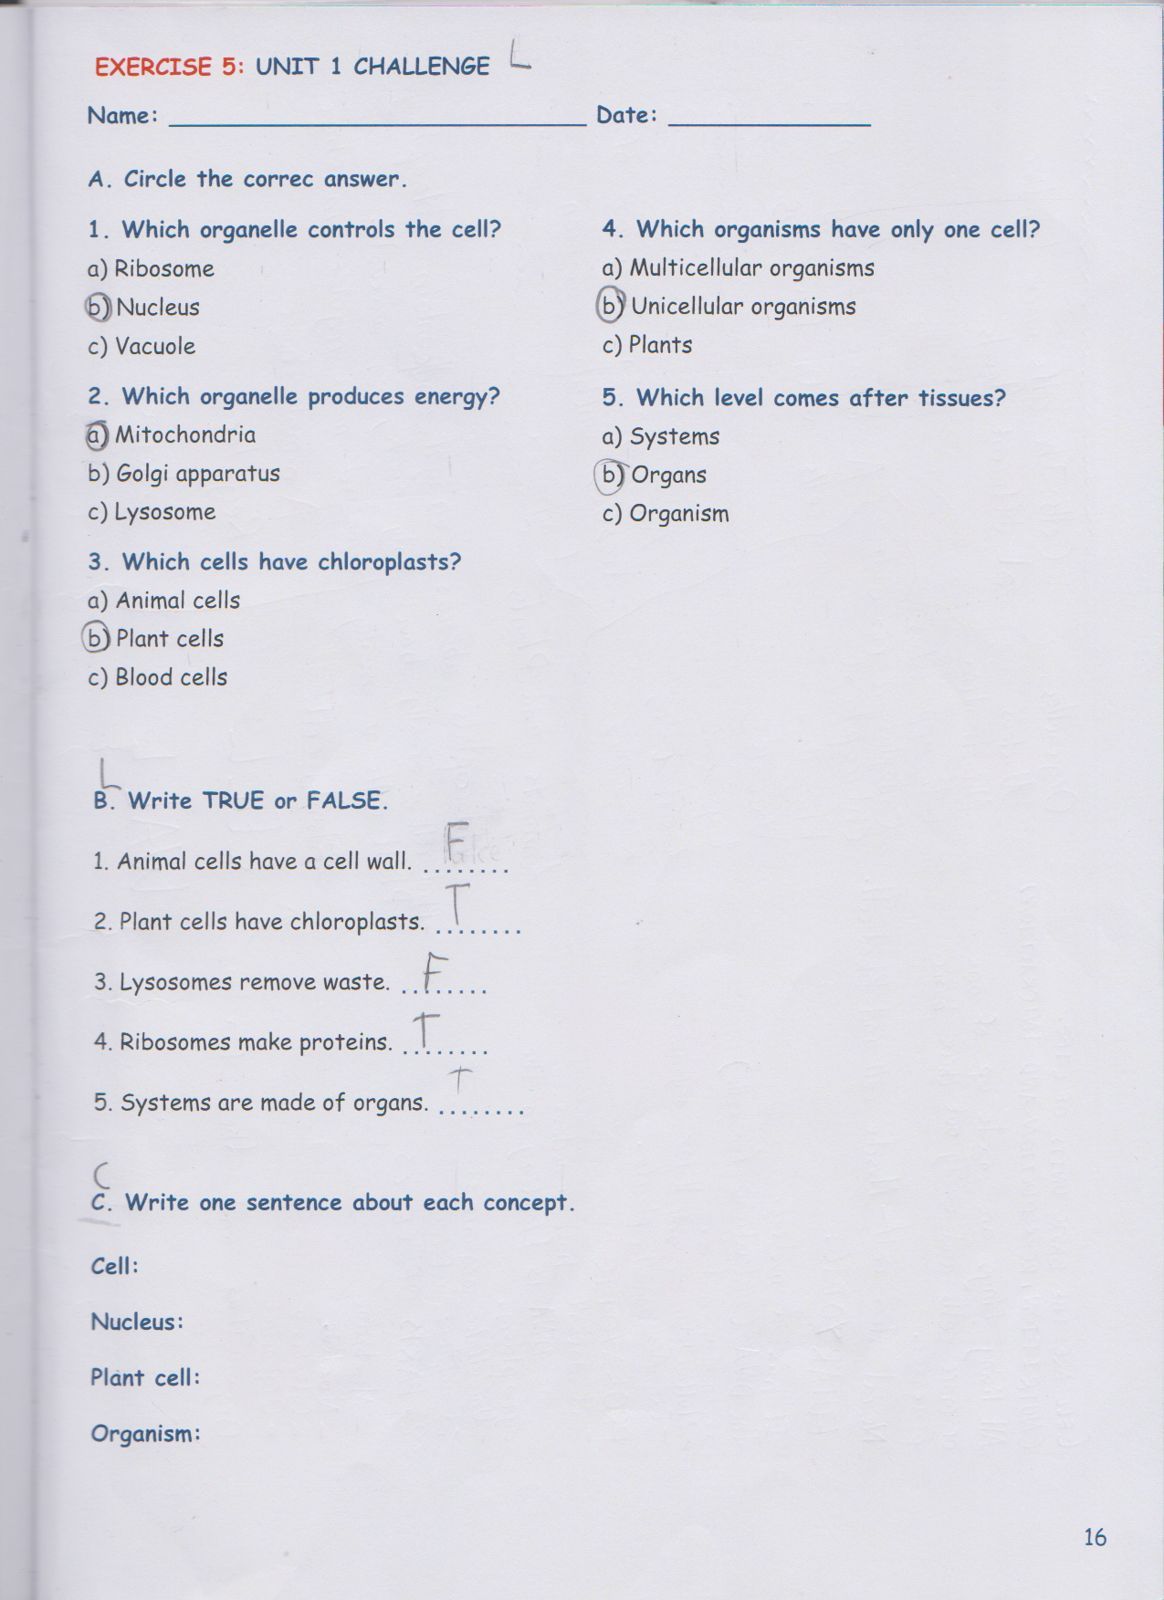 EXERCISE 5: UNIT 1 CHALLENGE L
Name: ______________________ Date: ______________
A. Circle the correc answer.
1. Which organelle controls the cell?
a) Ribosome
b) Nucleus
c) Vacuole
2. Which organelle produces energy?
a) Mitochondria
b) Golgi apparatus
c) Lysosome
3. Which cells have chloroplasts?
a) Animal cells
b) Plant cells
c) Blood cells
4. Which organisms have only one cell?
a) Multicellular organisms
b) Unicellular organisms
c) Plants
5. Which level comes after tissues?
a) Systems
b) Organs
c) Organism
L
B. Write TRUE or FALSE.
1. Animal cells have a cell wall. F ........
2. Plant cells have chloroplasts. T ........
3. Lysosomes remove waste. F ........
4. Ribosomes make proteins. T ........
5. Systems are made of organs. T ........
C
C. Write one sentence about each concept.
Cell:
Nucleus:
Plant cell:
Organism:
16